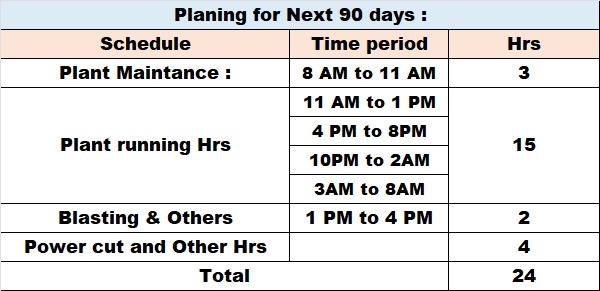 Planing for Next 90 days :
Schedule Time period Hrs
Plant Maintance : 8 AM to 11 AM 3
Plant running Hrs 11 AM to 1 PM 15
4 PM to 8PM
10PM to 2AM
3AM to 8AM
Blasting & Others 1 PM to 4 PM 2
Power cut and Other Hrs 4
Total 24